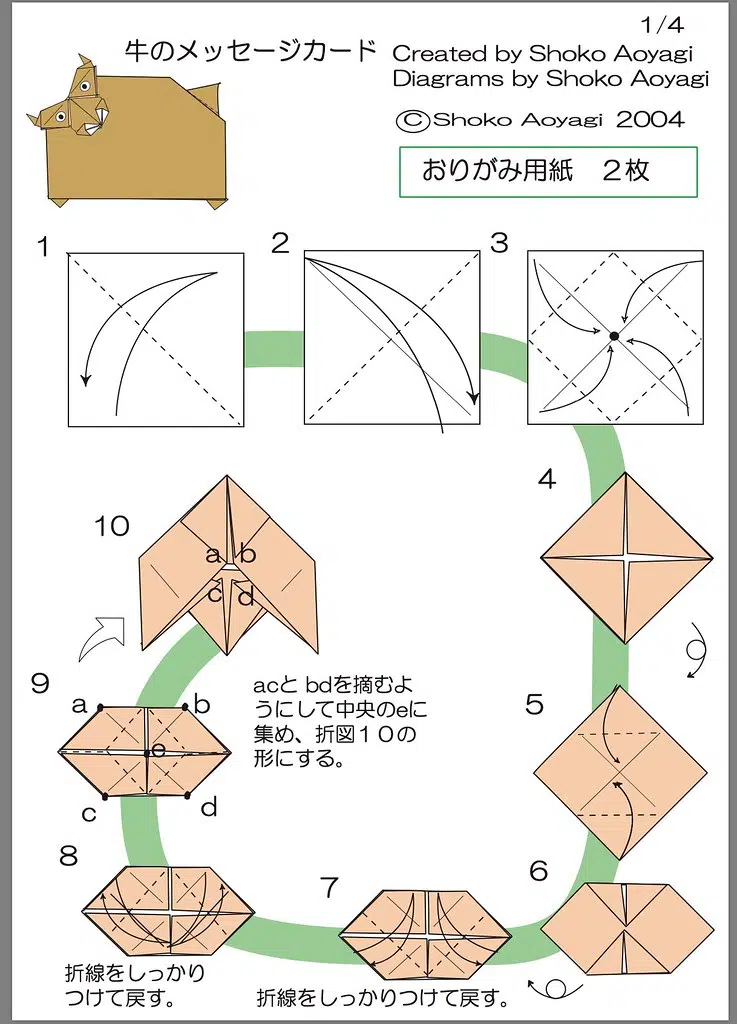 1/4
牛のメッセージカード
Created by Shoko Aoyagi
Diagrams by Shoko Aoyagi
©Shoko Aoyagi 2004
おりがみ用紙　２枚
1
2
3
4
5
6
7
折線をしっかりつけて戻す。
8
折線をしっかり
つけて戻す。
9
a
b
e
c
d
acと bdを摘むよ
うにして中央のeに
集め、折図１０の
形にする。
10
a b
c d